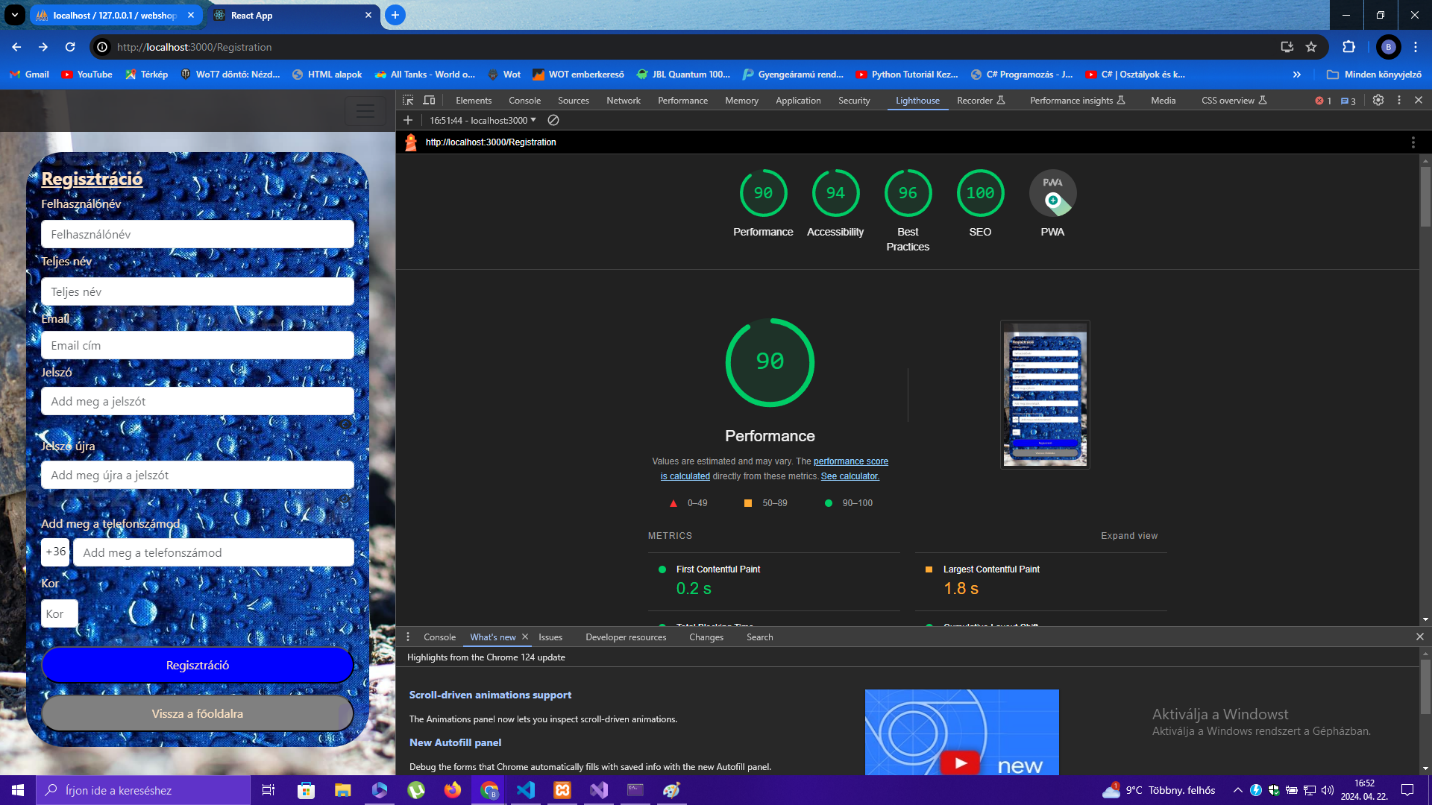 localhost / 127.0.0.1 / webshop
React App
http://localhost:3000/Registration
Gmail
YouTube
Térkép
WoT7 döntő: Nézd...
HTML alapok
All Tanks - World o...
Wot
WOT emberkereső
JBL Quantum 100...
Gyengeáramú rend...
Python Tutoriál Kez...
C# Programozás - J...
C# | Osztályok és k...
»
Minden könyvjelző
Regisztráció
Felhasználónév
Felhasználónév
Teljes név
Teljes név
Email
Email cím
Jelszó
Add meg a jelszót
Jelszó újra
Add meg újra a jelszót
Add meg a telefonszámod
+36
Add meg a telefonszámod
Kor
Kor
Regisztráció
Vissza a főoldalra
Elements
Console
Sources
Network
Performance
Memory
Application
Security
Lighthouse
Recorder
Performance insights
Media
CSS overview
1
3
16:51:44 - localhost:3000
http://localhost:3000/Registration
90
94
96
100
PWA
Performance
Accessibility
Best
Practices
SEO
PWA
90
Performance
Values are estimated and may vary. The performance score
is calculated directly from these metrics. See calculator.
0–49
50–89
90–100
METRICS
Expand view
First Contentful Paint
0.2 s
Largest Contentful Paint
1.8 s
Total Blocking Time
Cumulative Layout Shift
Console
What's new
Issues
Developer resources
Changes
Search
Highlights from the Chrome 124 update
Scroll-driven animations support
The Animations panel now lets you inspect scroll-driven animations.
New Autofill panel
Debug the forms that Chrome automatically fills with saved info with the new Autofill panel.
new
Aktiválja a Windowst
Aktiválja a Windows rendszert a Gépházban.
Írjon ide a kereséshez
9°C Többny. felhős
16:52
2024. 04. 22.